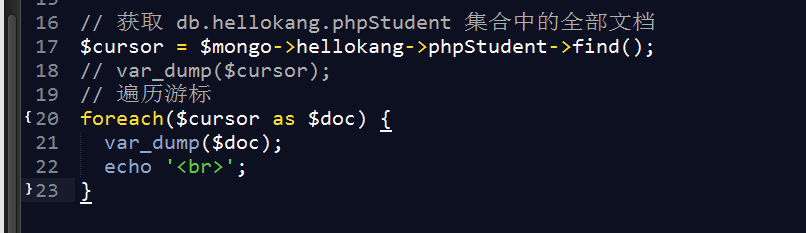 16 // 获取 db.hellokang.phpStudent 集合中的全部文档
17 $cursor = $mongo->hellokang->phpStudent->find();
18 // var_dump($cursor);
19 // 遍历游标
{20 foreach($cursor as $doc) {
21 var_dump($doc);
22 echo '<br>';
}23 }